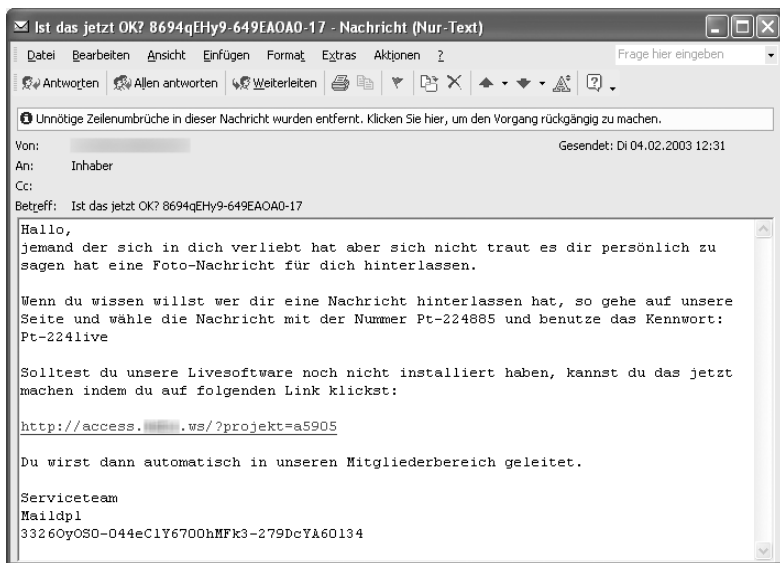 Ist das jetzt OK? 8694qEHy9-649EAOA0-17 - Nachricht (Nur-Text)
Datei Bearbeiten Ansicht Einfügen Format Extras Aktionen ? Frage hier eingeben
Antworten Allen antworten Weiterleiten
Unnötige Zeilenumbrüche in dieser Nachricht wurden entfernt. Klicken Sie hier, um den Vorgang rückgängig zu machen.
Von: Gesendet: Di 04.02.2003 12:31
An: Inhaber
Cc:
Betreff: Ist das jetzt OK? 8694qEHy9-649EAOA0-17
Hallo,
jemand der sich in dich verliebt hat aber sich nicht traut es dir persönlich zu
sagen hat eine Foto-Nachricht für dich hinterlassen.
Wenn du wissen willst wer dir eine Nachricht hinterlassen hat, so gehe auf unsere
Seite und wähle die Nachricht mit der Nummer Pt-224885 und benutze das Kennwort:
Pt-224live
Solltest du unsere Livesoftware noch nicht installiert haben, kannst du das jetzt
machen indem du auf folgenden Link klickst:
http://access. .ws/?projekt=a5905
Du wirst dann automatisch in unseren Mitgliederbereich geleitet.
Serviceteam
Maildpl
3326OyOS0-044eClY6700hMFk3-279DcYA60134